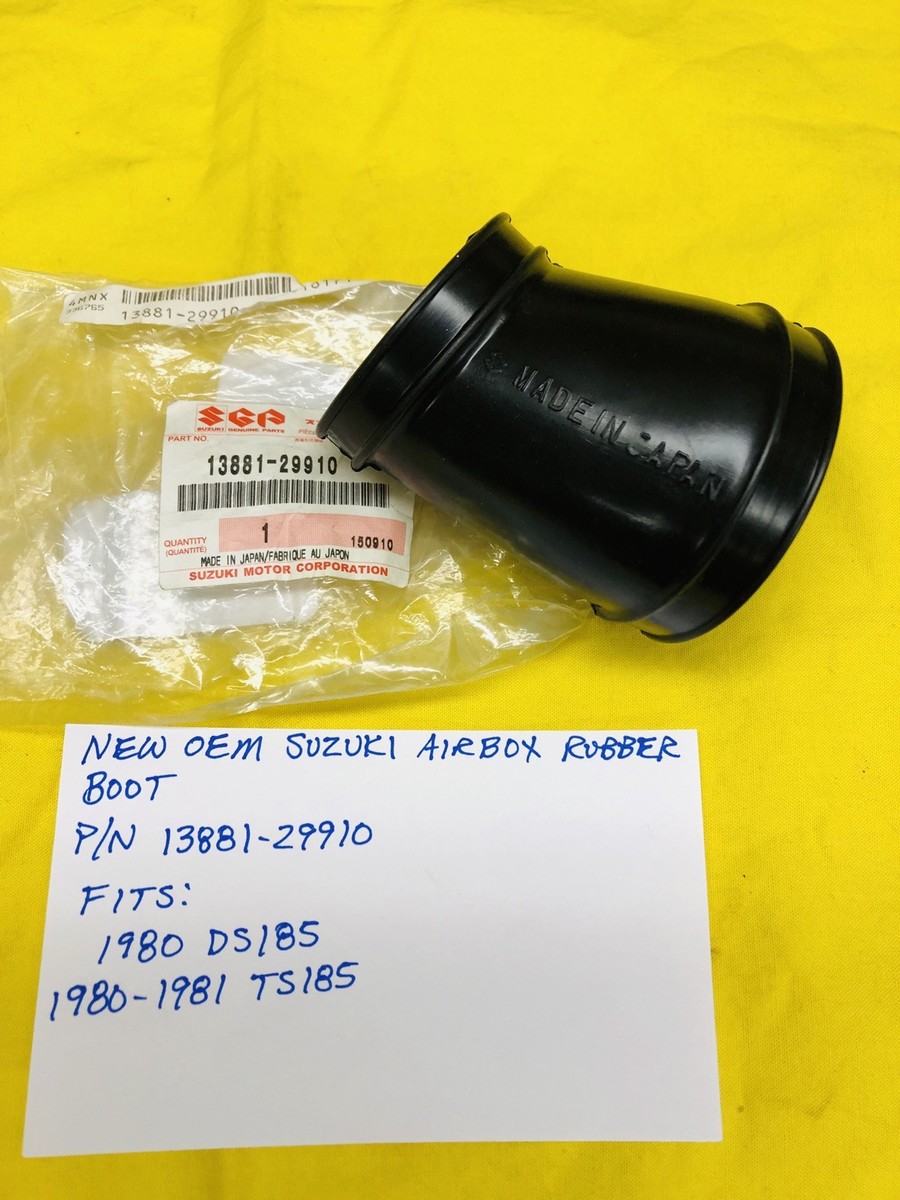 4MNX
13881-29910
SGP
SUZUKI GENUINE PARTS
PART NO.
13881-29910
QUANTITY
(QUANTITÉ)
1
150910
MADE IN JAPAN/FABRIQUE AU JAPON
SUZUKI MOTOR CORPORATION
MADE IN JAPAN
NEW OEM SUZUKI AIRBOX RUBBER
BOOT
P/N 13881-29910
FITS:
1980 DS185
1980-1981 TS185